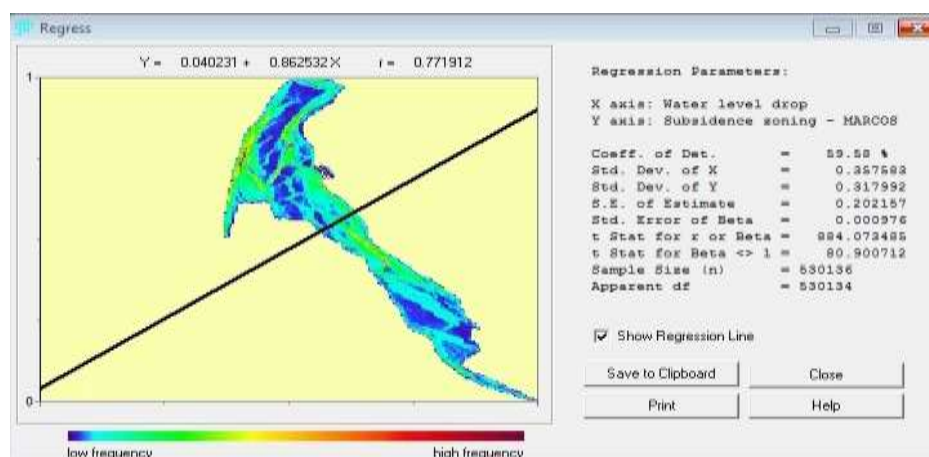 Regress
Y = 0.040231 + 0.862532 X r = 0.771912
1
0
low frequency high frequency
Regression Parameters:
X axis: Water level drop
Y axis: Subsidence zoning - MARCOS
Coeff. of Det. = 59.58 %
Std. Dev. of X = 0.357583
Std. Dev. of Y = 0.317992
S.E. of Estimate = 0.202157
Std. Error of Beta = 0.000976
t Stat for r or Beta = 884.073485
t Stat for Beta <> 1 = 80.900712
Sample Size (n) = 530136
Apparent df = 530134
Show Regression Line
Save to Clipboard Close
Print Help